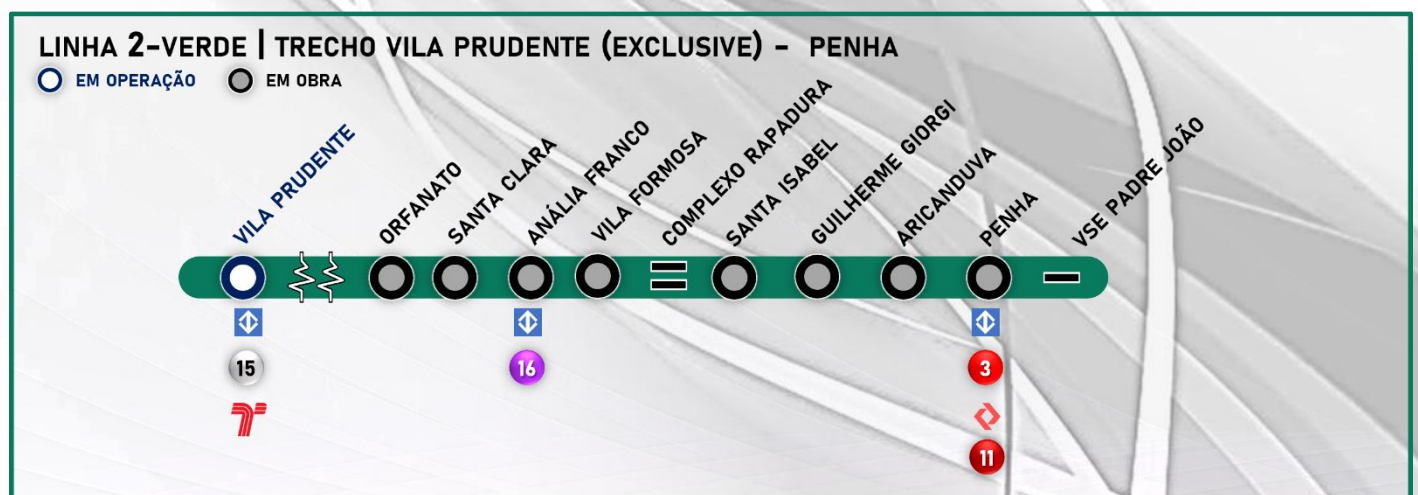 LINHA 2-VERDE | TRECHO VILA PRUDENTE (EXCLUSIVE) - PENHA
EM OPERAÇÃO EM OBRA
VILA PRUDENTE
ORFANATO
SANTA CLARA
ANÁLIA FRANCO
VILA FORMOSA
COMPLEXO RAPADURA
SANTA ISABEL
GUILHERME GIORGI
ARICANDUVA
PENHA
VSE PADRE JOÃO
15 16 3
11